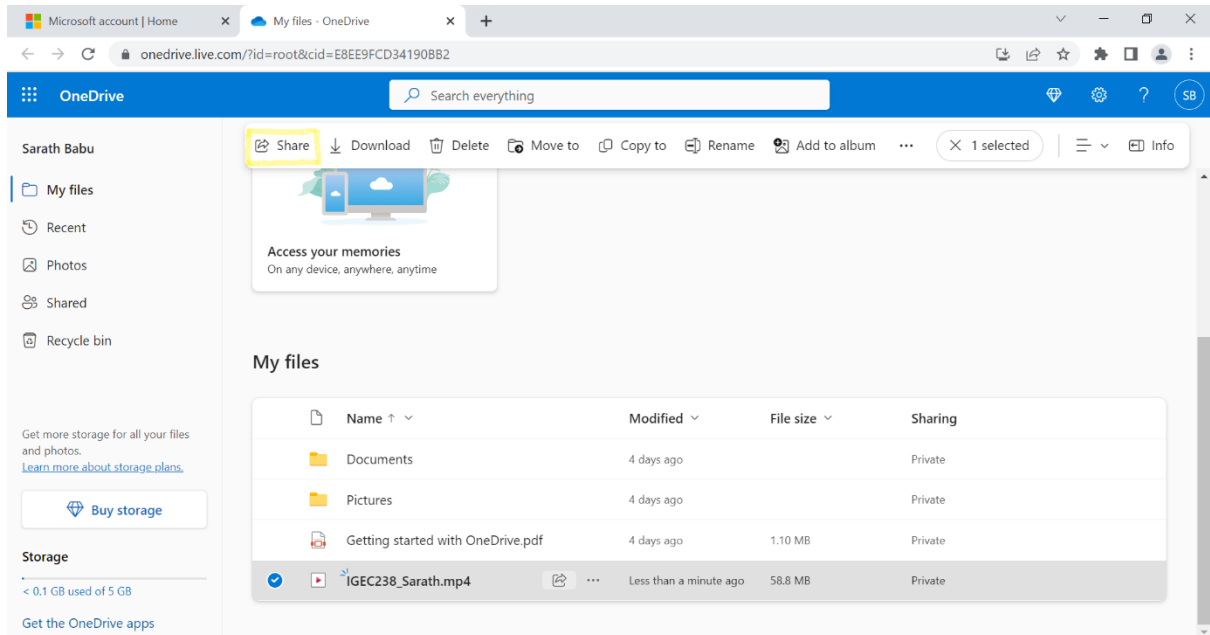 Microsoft account | Home
My files - OneDrive
onedrive.live.com/?id=root&cid=E8EE9FCD34190BB2
OneDrive
Search everything
SB
Sarath Babu
My files
Recent
Photos
Shared
Recycle bin
Get more storage for all your files
and photos.
Learn more about storage plans.
Buy storage
Storage
< 0.1 GB used of 5 GB
Get the OneDrive apps
Share Download Delete Move to Copy to Rename Add to album 1 selected Info
Access your memories
On any device, anywhere, anytime
My files
Name Modified File size Sharing
Documents 4 days ago Private
Pictures 4 days ago Private
Getting started with OneDrive.pdf 4 days ago 1.10 MB Private
IGEC238_Sarath.mp4 Less than a minute ago 58.8 MB Private